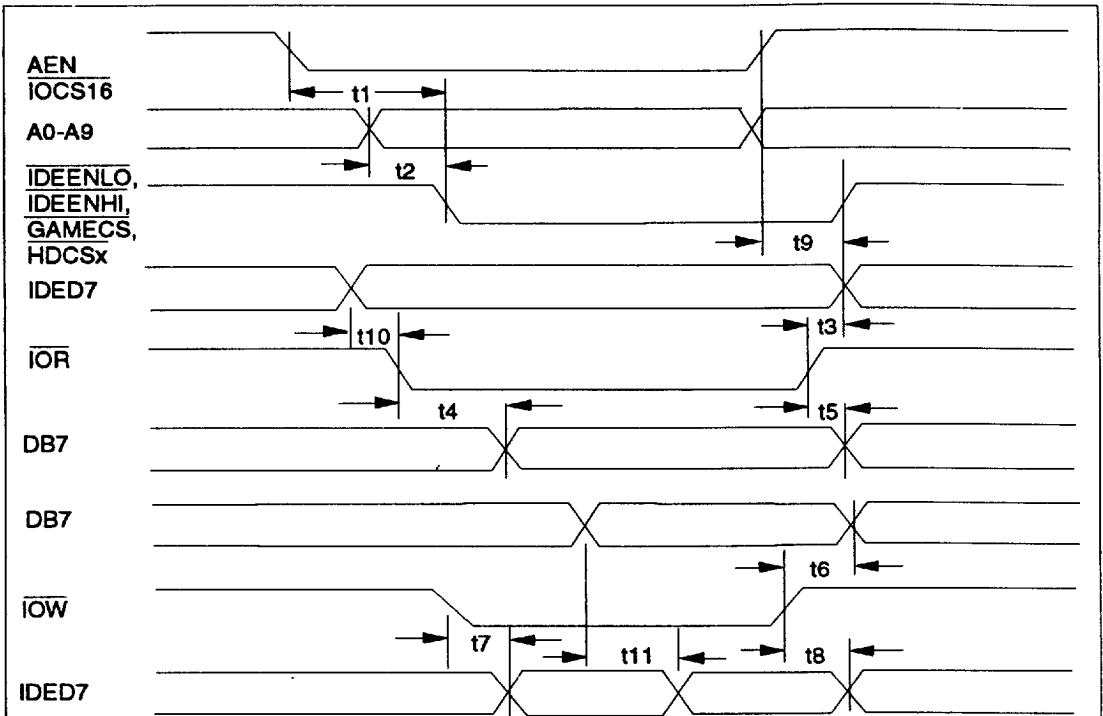 AEN
IOCS16
t1
A0-A9
t2
IDEENLO,
IDEENHI,
GAMECS,
HDCSx
t9
IDED7
t10
t3
IOR
t4
t5
DB7
DB7
t6
IOW
t7
t11
t8
IDED7